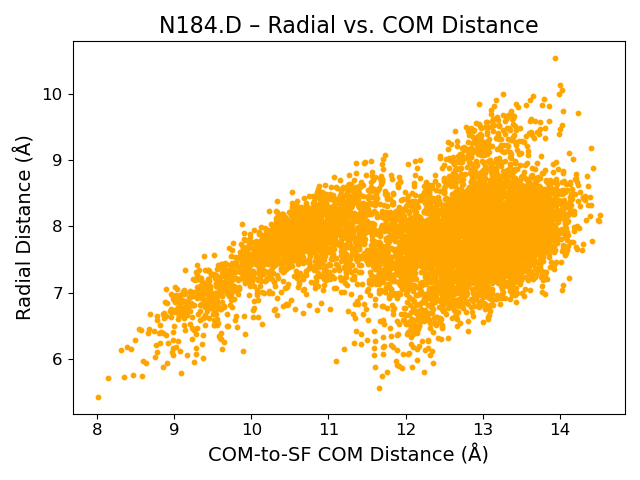 N184.D – Radial vs. COM Distance
Radial Distance (Å)
10
9
8
7
6
8 9 10 11 12 13 14
COM-to-SF COM Distance (Å)